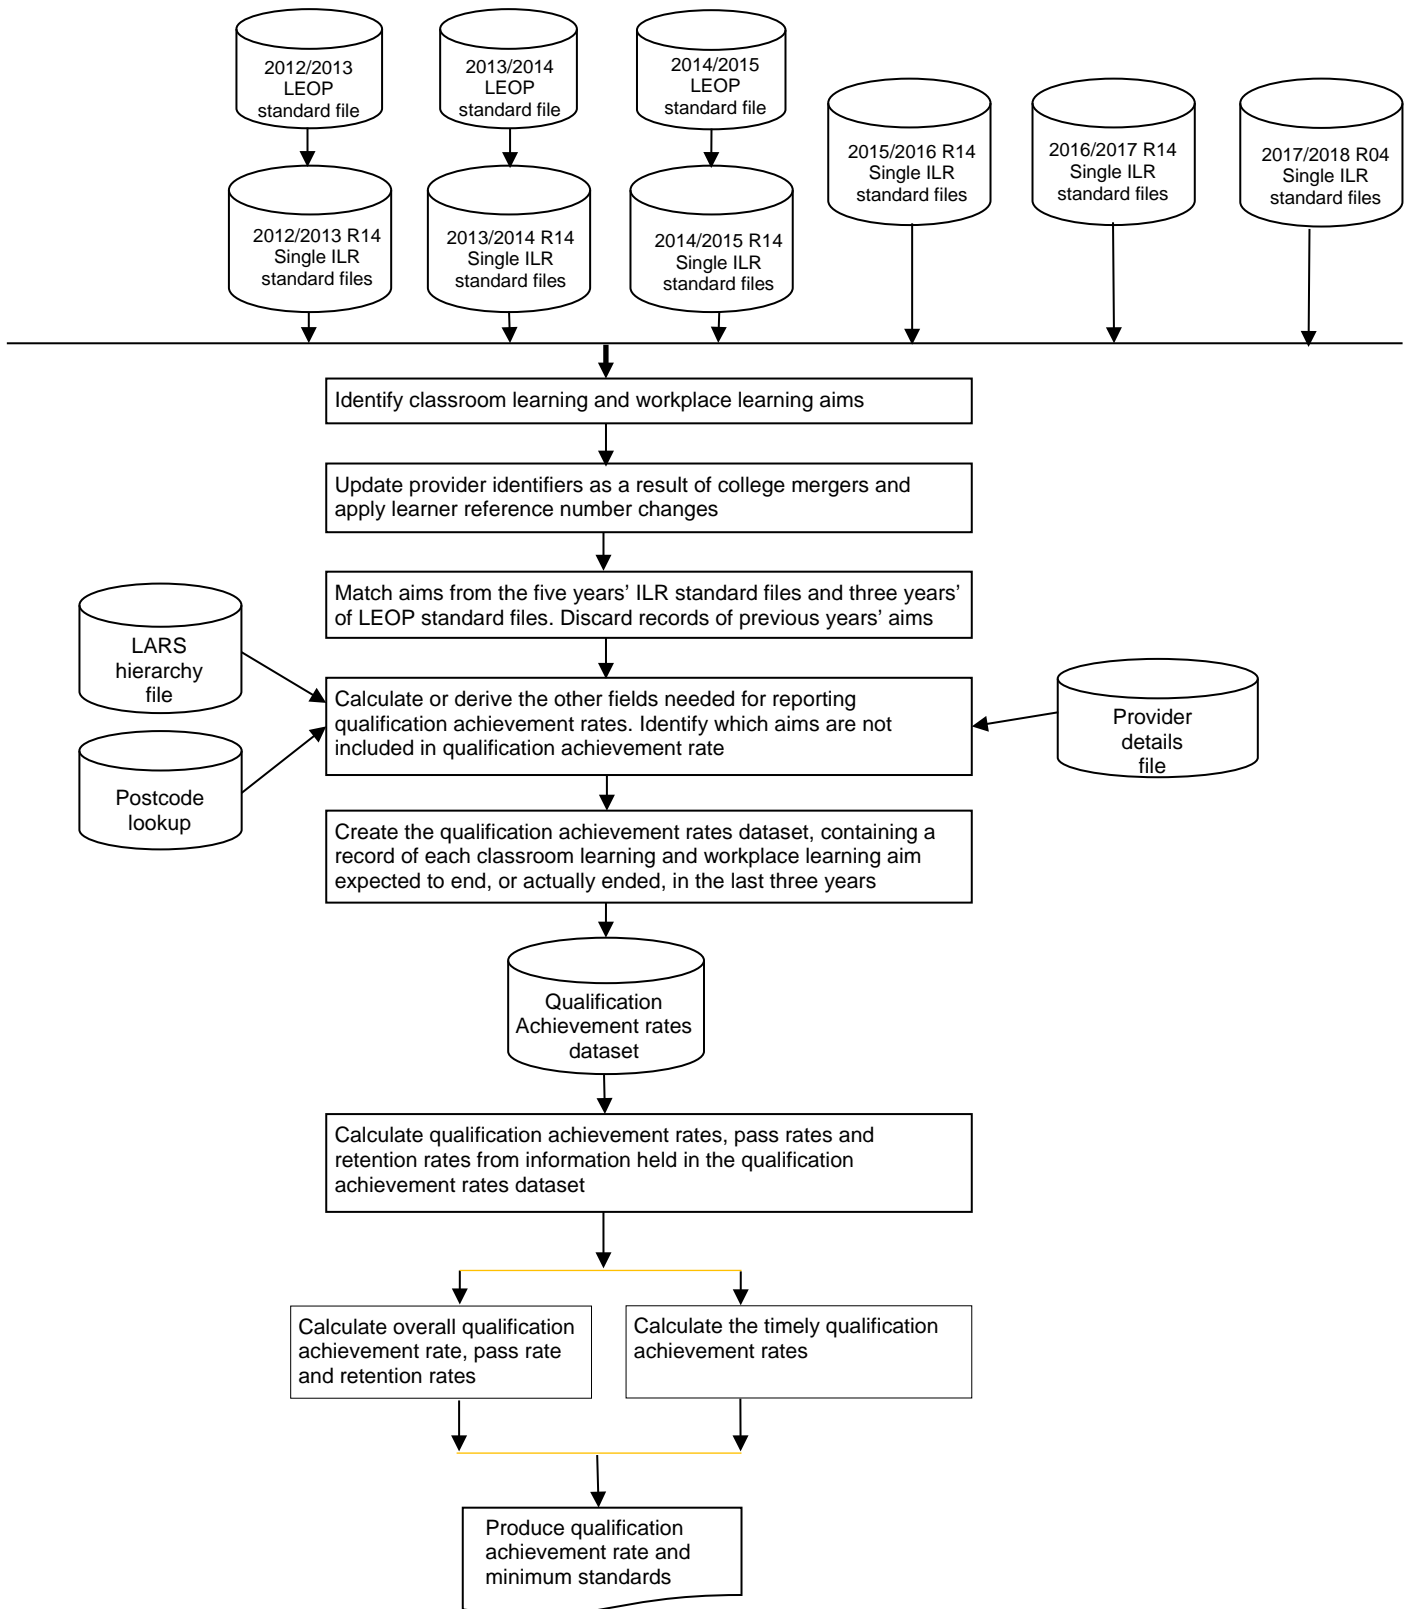 2012/2013
LEOP
standard file
2013/2014
LEOP
standard file
2014/2015
LEOP
standard file
2015/2016 R14
Single ILR
standard files
2016/2017 R14
Single ILR
standard files
2017/2018 R04
Single ILR
standard files
2012/2013 R14
Single ILR
standard files
2013/2014 R14
Single ILR
standard files
2014/2015 R14
Single ILR
standard files
Identify classroom learning and workplace learning aims
Update provider identifiers as a result of college mergers and
apply learner reference number changes
Match aims from the five years’ ILR standard files and three years’
of LEOP standard files. Discard records of previous years’ aims
LARS
hierarchy
file
Calculate or derive the other fields needed for reporting
qualification achievement rates. Identify which aims are not
included in qualification achievement rate
Provider
details
file
Postcode
lookup
Create the qualification achievement rates dataset, containing a
record of each classroom learning and workplace learning aim
expected to end, or actually ended, in the last three years
Qualification
Achievement rates
dataset
Calculate qualification achievement rates, pass rates and
retention rates from information held in the qualification
achievement rates dataset
Calculate overall qualification
achievement rate, pass rate
and retention rates
Calculate the timely qualification
achievement rates
Produce qualification
achievement rate and
minimum standards